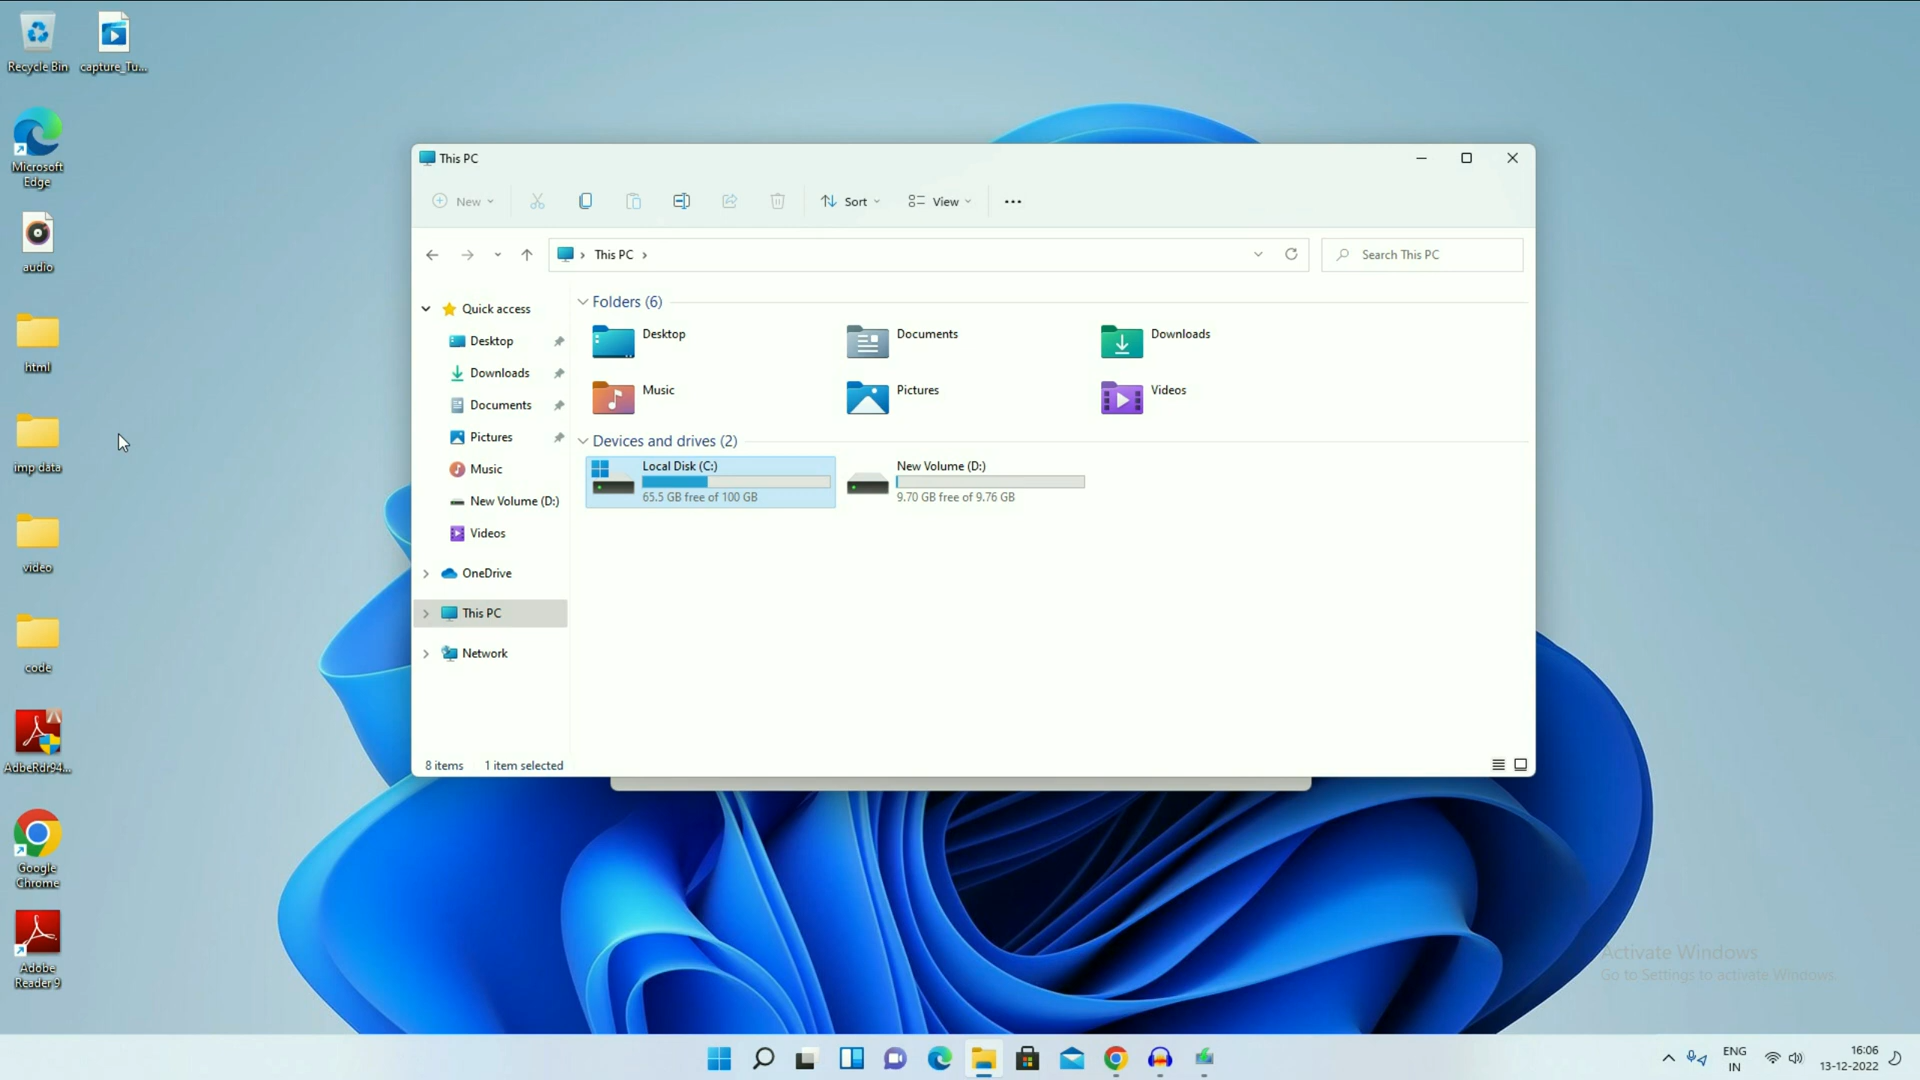 Recycle Bin
capture_Tu...
Microsoft
Edge
audio
html
imp data
video
code
AdbeRdr94...
Google
Chrome
Adobe
Reader 9
This PC
New
Sort
View
This PC
Search This PC
Quick access
Desktop
Downloads
Documents
Pictures
Music
New Volume (D:)
Videos
OneDrive
This PC
Network
Folders (6)
Desktop
Documents
Downloads
Music
Pictures
Videos
Devices and drives (2)
Local Disk (C:)
65.5 GB free of 100 GB
New Volume (D:)
9.70 GB free of 9.76 GB
8 items
1 item selected
Activate Windows
Go to Settings to activate Windows.
ENG
IN
16:06
13-12-2022